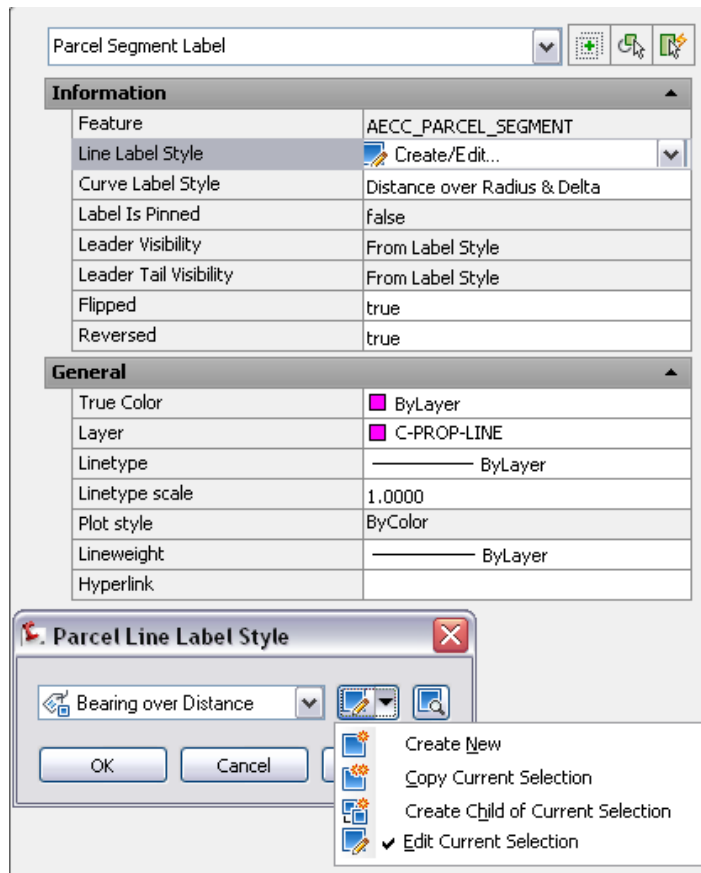 Parcel Segment Label
Information
Feature AECC_PARCEL_SEGMENT
Line Label Style Create/Edit...
Curve Label Style Distance over Radius & Delta
Label Is Pinned false
Leader Visibility From Label Style
Leader Tail Visibility From Label Style
Flipped true
Reversed true
General
True Color ByLayer
Layer C-PROP-LINE
Linetype ByLayer
Linetype scale 1.0000
Plot style ByColor
Lineweight ByLayer
Hyperlink
Parcel Line Label Style
Bearing over Distance
OK Cancel
Create New
Copy Current Selection
Create Child of Current Selection
Edit Current Selection